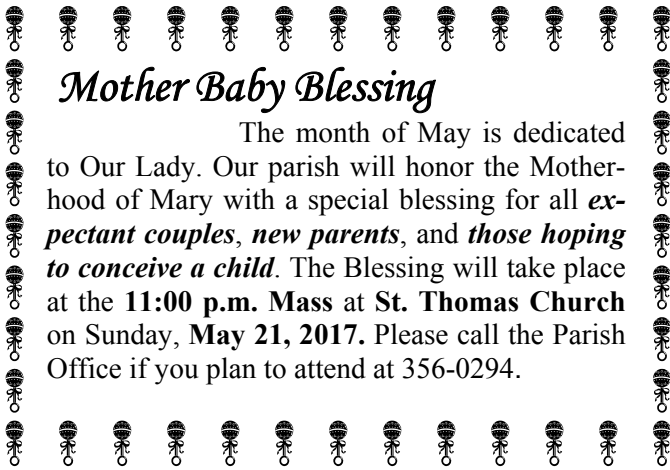 Mother Baby Blessing
The month of May is dedicated
to Our Lady. Our parish will honor the Mother-
hood of Mary with a special blessing for all ex-
pectant couples, new parents, and those hoping
to conceive a child. The Blessing will take place
at the 11:00 p.m. Mass at St. Thomas Church
on Sunday, May 21, 2017. Please call the Parish
Office if you plan to attend at 356-0294.